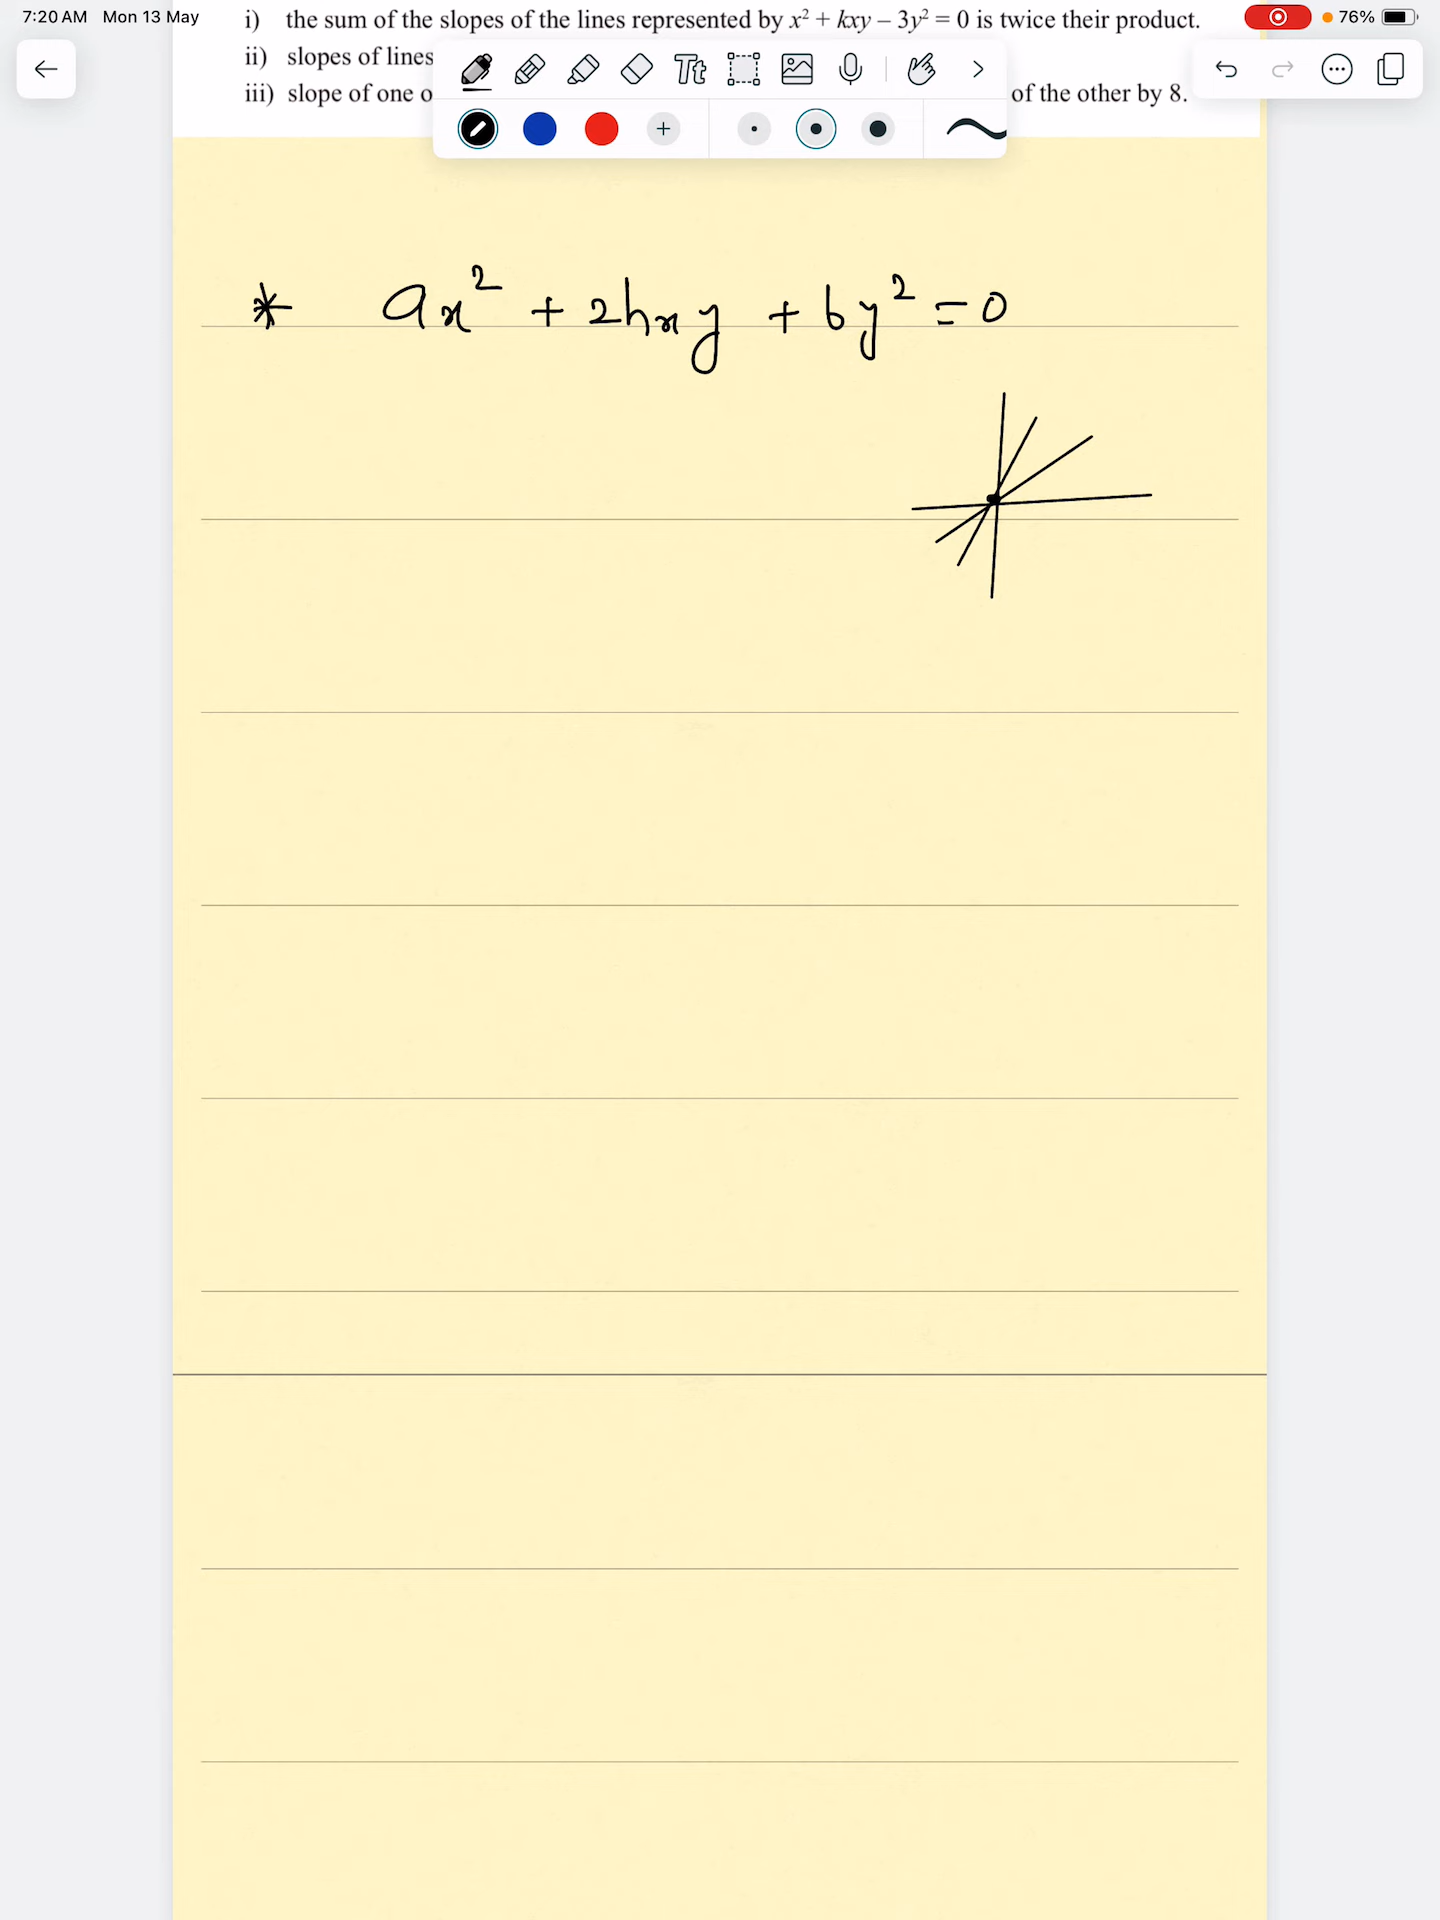 7:20 AM Mon 13 May
76%
i) the sum of the slopes of the lines represented by x² + kxy – 3y² = 0 is twice their product.
ii) slopes of lines
iii) slope of one o
of the other by 8.
Tt
* ax² + 2hxy + by² = 0